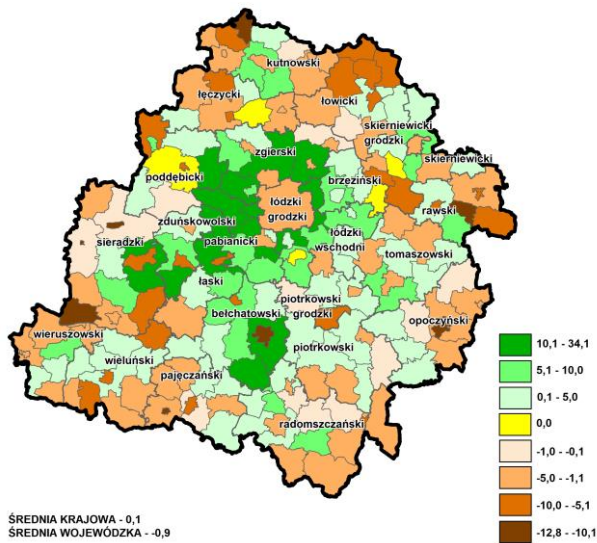 kutnowski
łęczycki
łowicki
skierniewicki
grodzki
zgierski
skierniewicki
brzeziński
poddębicki
łódzki
grodzki
rawski
zduńskowolski
łódzki
wschodni
sieradzki
pabianicki
tomaszowski
łaski
piotrkowski
grodzki
bełchatowski
opoczyński
wieruszowski
piotrkowski
wieluński
pajęczański
radomszczański
10,1 - 34,1
5,1 - 10,0
0,1 - 5,0
0,0
-1,0 - -0,1
-5,0 - -1,1
-10,0 - -5,1
-12,8 - -10,1
ŚREDNIA KRAJOWA - 0,1
ŚREDNIA WOJEWÓDZKA - -0,9